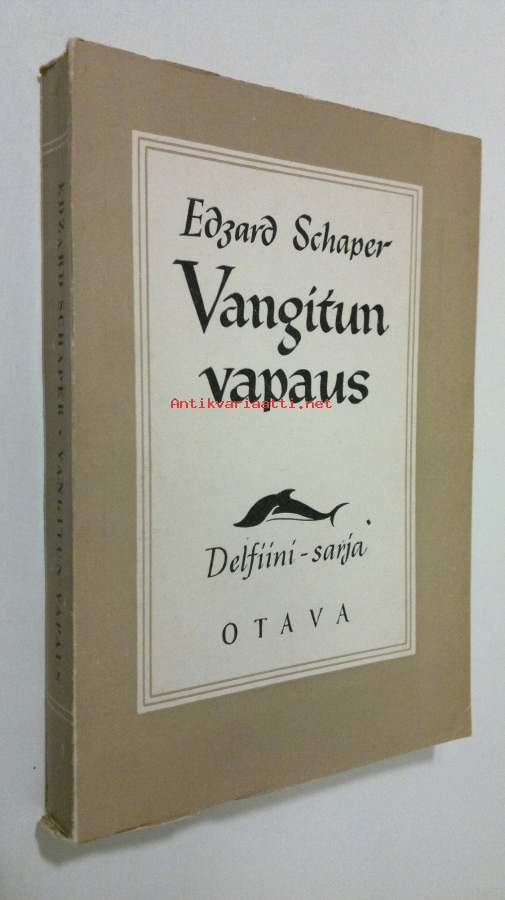 Edzard Schaper
Vangitun
vapaus
Antikvariaatti.net
Delfiini-sarja
OTAVA
EDZARD SCHAPER • VANGITUN VAPAUS